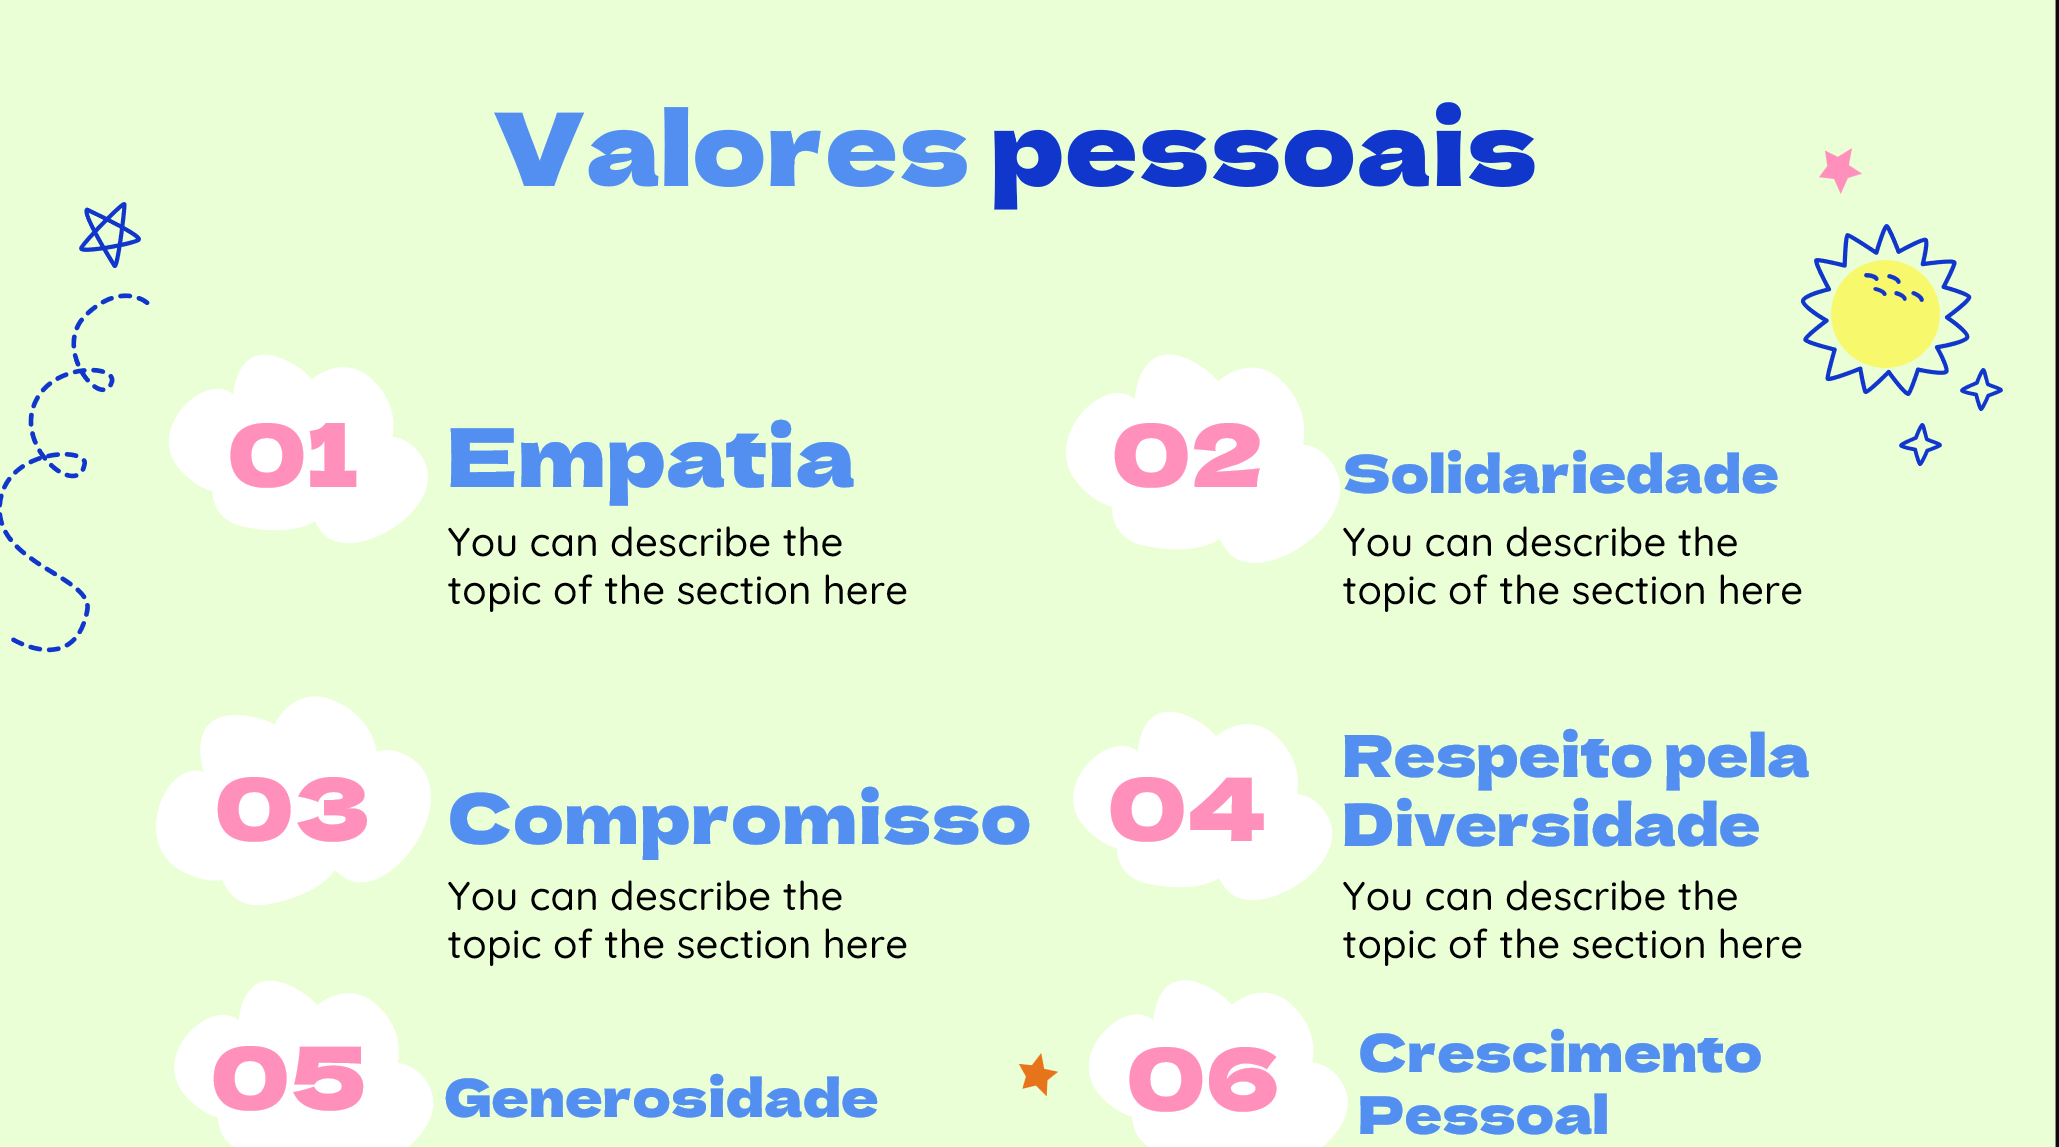 Valores pessoais
01
Empatia
You can describe the
topic of the section here
02
Solidariedade
You can describe the
topic of the section here
03
Compromisso
You can describe the
topic of the section here
04
Respeito pela
Diversidade
You can describe the
topic of the section here
05
Generosidade
06
Crescimento
Pessoal